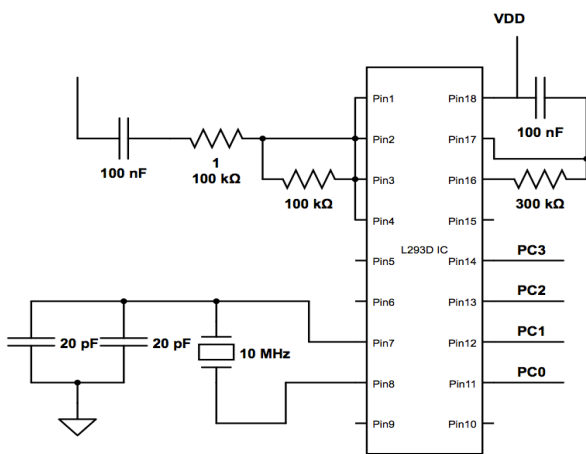 VDD
Pin1 Pin18
100 nF
Pin2 Pin17
100 nF
1
100 kΩ
Pin3 Pin16
100 kΩ
300 kΩ
Pin4 Pin15
L293D IC
Pin5 Pin14 PC3
Pin6 Pin13 PC2
20 pF 20 pF 10 MHz Pin7 Pin12 PC1
Pin8 Pin11 PC0
Pin9 Pin10